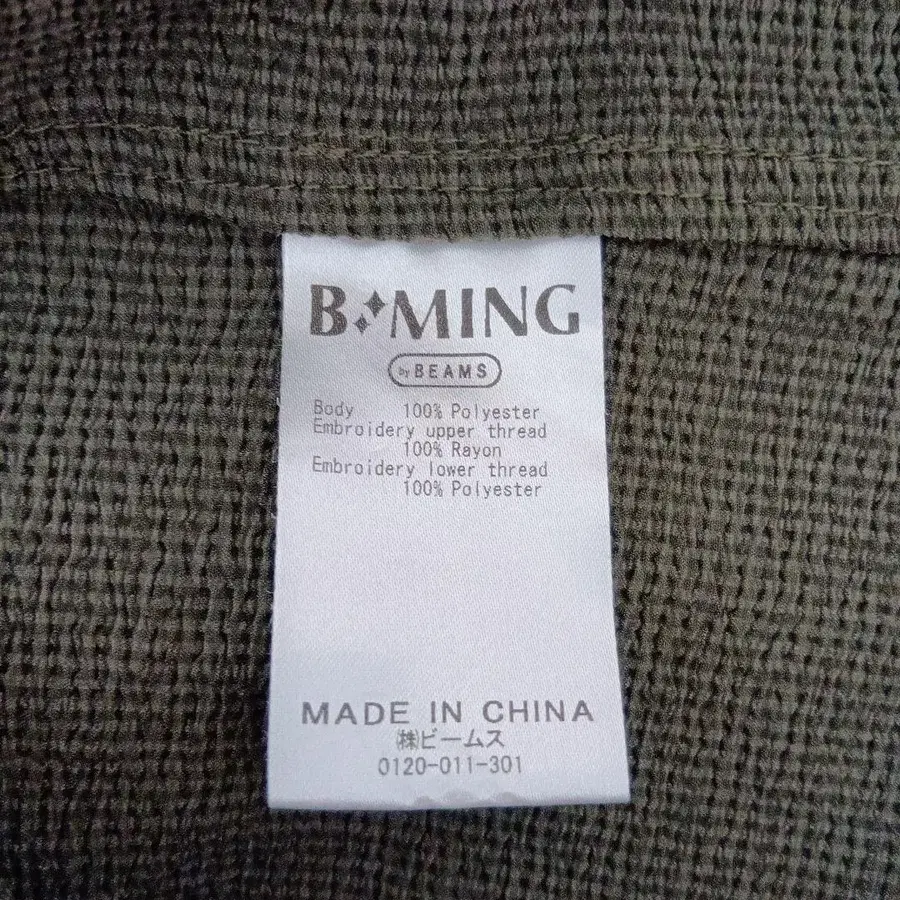 B MING
by BEAMS
Body 100% Polyester
Embroidery upper thread
100% Rayon
Embroidery lower thread
100% Polyester
MADE IN CHINA
㈱ビームス
0120-011-301